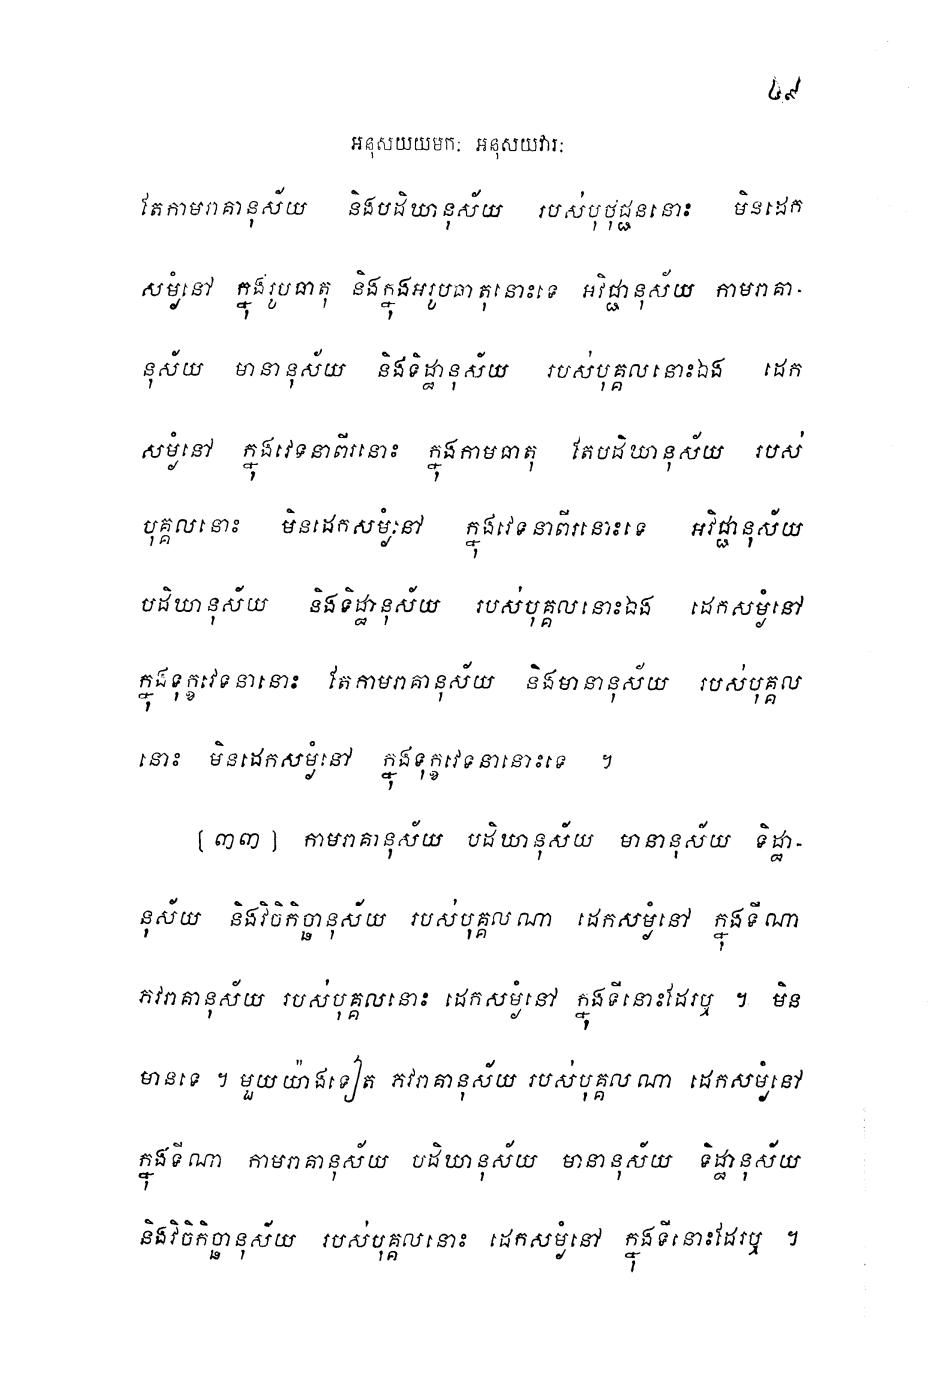 ៤៩
អនុសយយមក: អនុសយវារ:
តែកាមរាគានុស័យ និងបដិឃានុស័យ របស់បុថុជ្ជននោះ មិនដេក
សម្ងំនៅ ក្នុងរូបធាតុ និងក្នុងអរូបធាតុនោះទេ អវិជ្ជានុស័យ កាមរាគា-
នុស័យ មានានុស័យ និងទិដ្ឋានុស័យ របស់បុគ្គលនោះឯង ដេក
សម្ងំនៅ ក្នុងវេទនាពីរនោះ ក្នុងកាមធាតុ តែបដិឃានុស័យ របស់
បុគ្គលនោះ មិនដេកសម្ងំនៅ ក្នុងវេទនាពីរនោះទេ អវិជ្ជានុស័យ
បដិឃានុស័យ និងទិដ្ឋានុស័យ របស់បុគ្គលនោះឯង ដេកសម្ងំនៅ
ក្នុងទុក្ខវេទនានោះ តែកាមរាគានុស័យ និងមានានុស័យ របស់បុគ្គល
នោះ មិនដេកសម្ងំនៅ ក្នុងទុក្ខវេទនានោះទេ ។
[ ៣៣ ] កាមរាគានុស័យ បដិឃានុស័យ មានានុស័យ ទិដ្ឋា-
នុស័យ និងវិចិកិច្ឆានុស័យ របស់បុគ្គលណា ដេកសម្ងំនៅ ក្នុងទីណា
ភវរាគានុស័យ របស់បុគ្គលនោះ ដេកសម្ងំនៅ ក្នុងទីនោះដែរឬ ។ មិន
មានទេ ។ មួយយ៉ាងទៀត ភវរាគានុស័យ របស់បុគ្គលណា ដេកសម្ងំនៅ
ក្នុងទីណា កាមរាគានុស័យ បដិឃានុស័យ មានានុស័យ ទិដ្ឋានុស័យ
និងវិចិកិច្ឆានុស័យ របស់បុគ្គលនោះ ដេកសម្ងំនៅ ក្នុងទីនោះដែរឬ ។